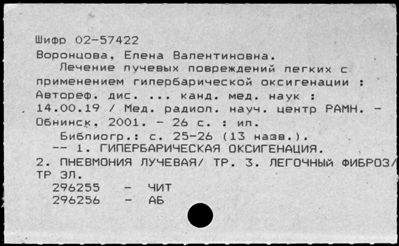 Шифр 02-57422
Воронцова, Елена Валентиновна.
Лечение лучевых повреждений легких с
применением гипербарической оксигенации :
Автореф. дис. ... канд. мед. наук :
14.00.19 / Мед. радиол. науч. центр РАМН. -
Обнинск, 2001. - 26 с. : ил.
Библиогр.: с. 25-26 (13 назв.).
-- 1. ГИПЕРБАРИЧЕСКАЯ ОКСИГЕНАЦИЯ.
2. ПНЕВМОНИЯ ЛУЧЕВАЯ/ ТР. 3. ЛЕГОЧНЫЙ ФИБРОЗ/
ТР ЭЛ.
296255 - ЧИТ
296256 - АБ